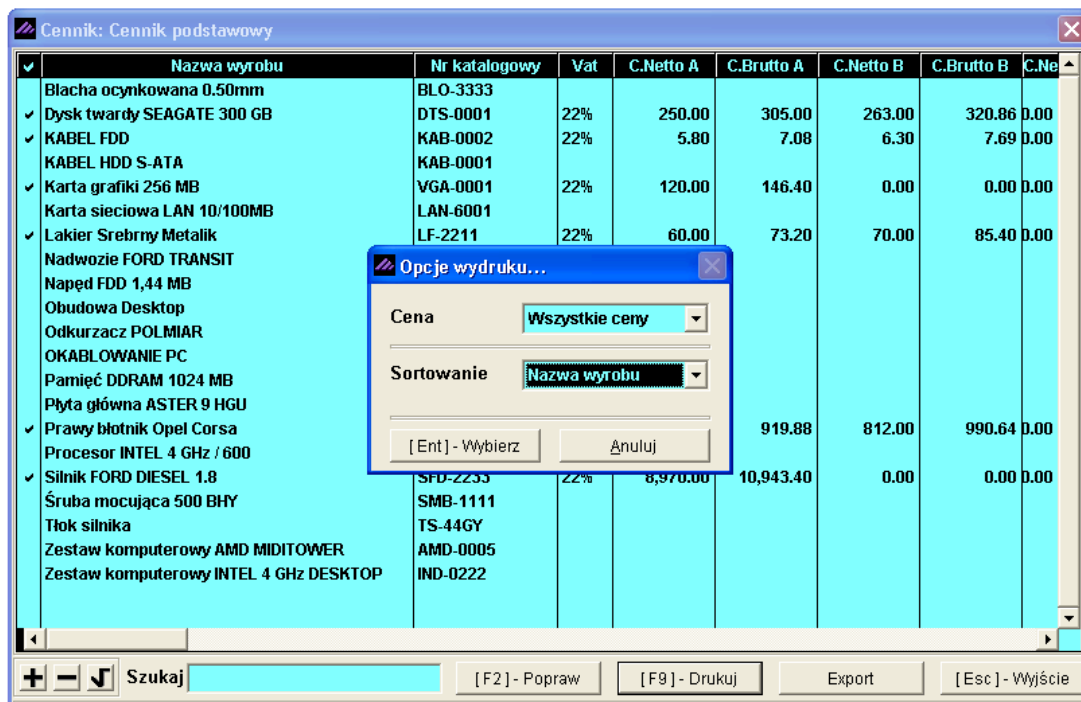 Cennik: Cennik podstawowy
Nazwa wyrobu Nr katalogowy Vat C.Netto A C.Brutto A C.Netto B C.Brutto B C.Ne
Blacha ocynkowana 0.50mm BLO-3333
Dysk twardy SEAGATE 300 GB DTS-0001 22% 250.00 305.00 263.00 320.86 0.00
KABEL FDD KAB-0002 22% 5.80 7.08 6.30 7.69 0.00
KABEL HDD S-ATA KAB-0001
Karta grafiki 256 MB VGA-0001 22% 120.00 146.40 0.00 0.00 0.00
Karta sieciowa LAN 10/100MB LAN-6001
Lakier Srebrny Metalik LF-2211 22% 60.00 73.20 70.00 85.40 0.00
Nadwozie FORD TRANSIT
Napęd FDD 1,44 MB
Obudowa Desktop
Odkurzacz POLMIAR
OKABLOWANIE PC
Pamięć DDRAM 1024 MB
Płyta główna ASTER 9 HGU
Prawy błotnik Opel Corsa 919.88 812.00 990.64 0.00
Procesor INTEL 4 GHz / 600
Silnik FORD DIESEL 1.8 SFD-2233 22% 8,970.00 10,943.40 0.00 0.00 0.00
Śruba mocująca 500 BHY SMB-1111
Tłok silnika TS-44GY
Zestaw komputerowy AMD MIDITOWER AMD-0005
Zestaw komputerowy INTEL 4 GHz DESKTOP IND-0222
Opcje wydruku...
Cena Wszystkie ceny
Sortowanie Nazwa wyrobu
[ Ent ] - Wybierz Anuluj
Szukaj [ F2 ] - Popraw [ F9 ] - Drukuj Export [ Esc ] - Wyjście